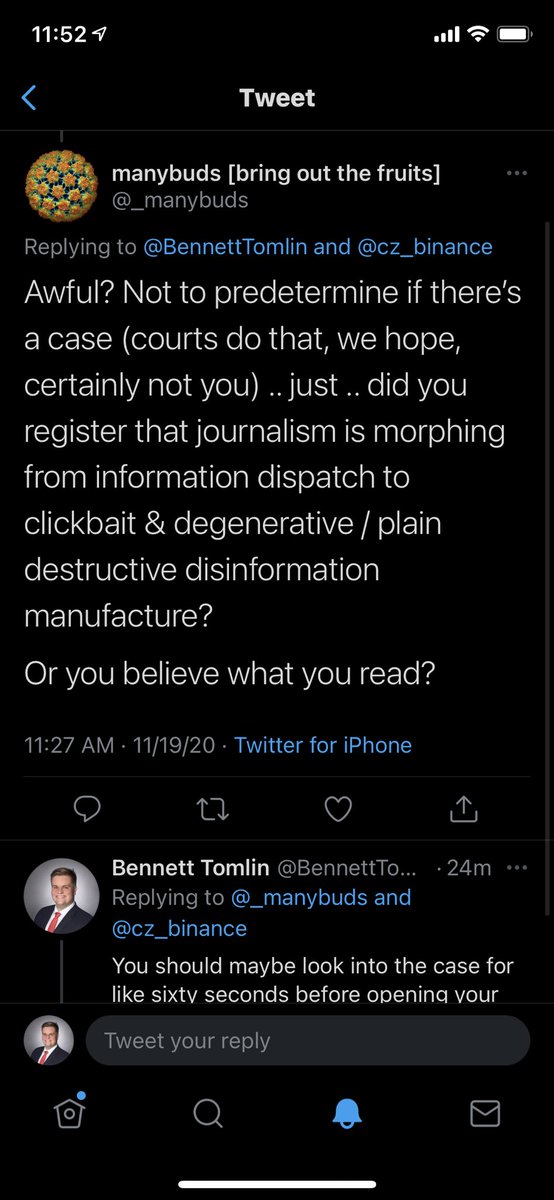 11:52
Tweet
manybuds [bring out the fruits]
@_manybuds
Replying to @BennettTomlin and @cz_binance
Awful? Not to predetermine if there's
a case (courts do that, we hope,
certainly not you) .. just .. did you
register that journalism is morphing
from information dispatch to
clickbait & degenerative / plain
destructive disinformation
manufacture?
Or you believe what you read?
11:27 AM · 11/19/20 · Twitter for iPhone
Bennett Tomlin @BennettTo... · 24m
Replying to @_manybuds and
@cz_binance
You should maybe look into the case for
like sixty seconds before opening your
Tweet your reply